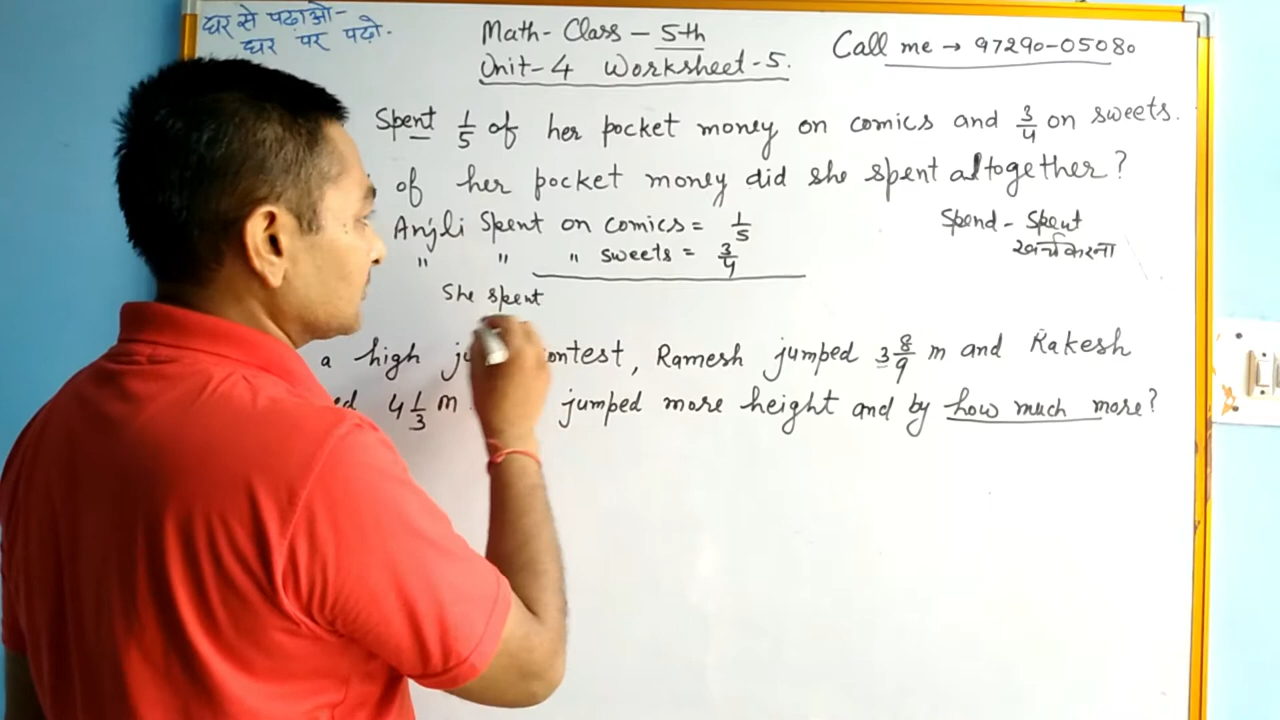 घर से पढाओ-
घर पर पढ़ो.
Math- Class - 5th
Unit-4 Worksheet-5.
Call me → 97290-05080
Spent 1/5 of her pocket money on comics and 3/4 on sweets.
of her pocket money did she spent altogether?
Anjli Spent on comics = 1/5
" " " sweets = 3/4
Spend - Spent
खर्च करना
She spent
a high ontest, Ramesh jumped 3 8/9 m and Rakesh
4 1/3 m jumped more height and by how much more?